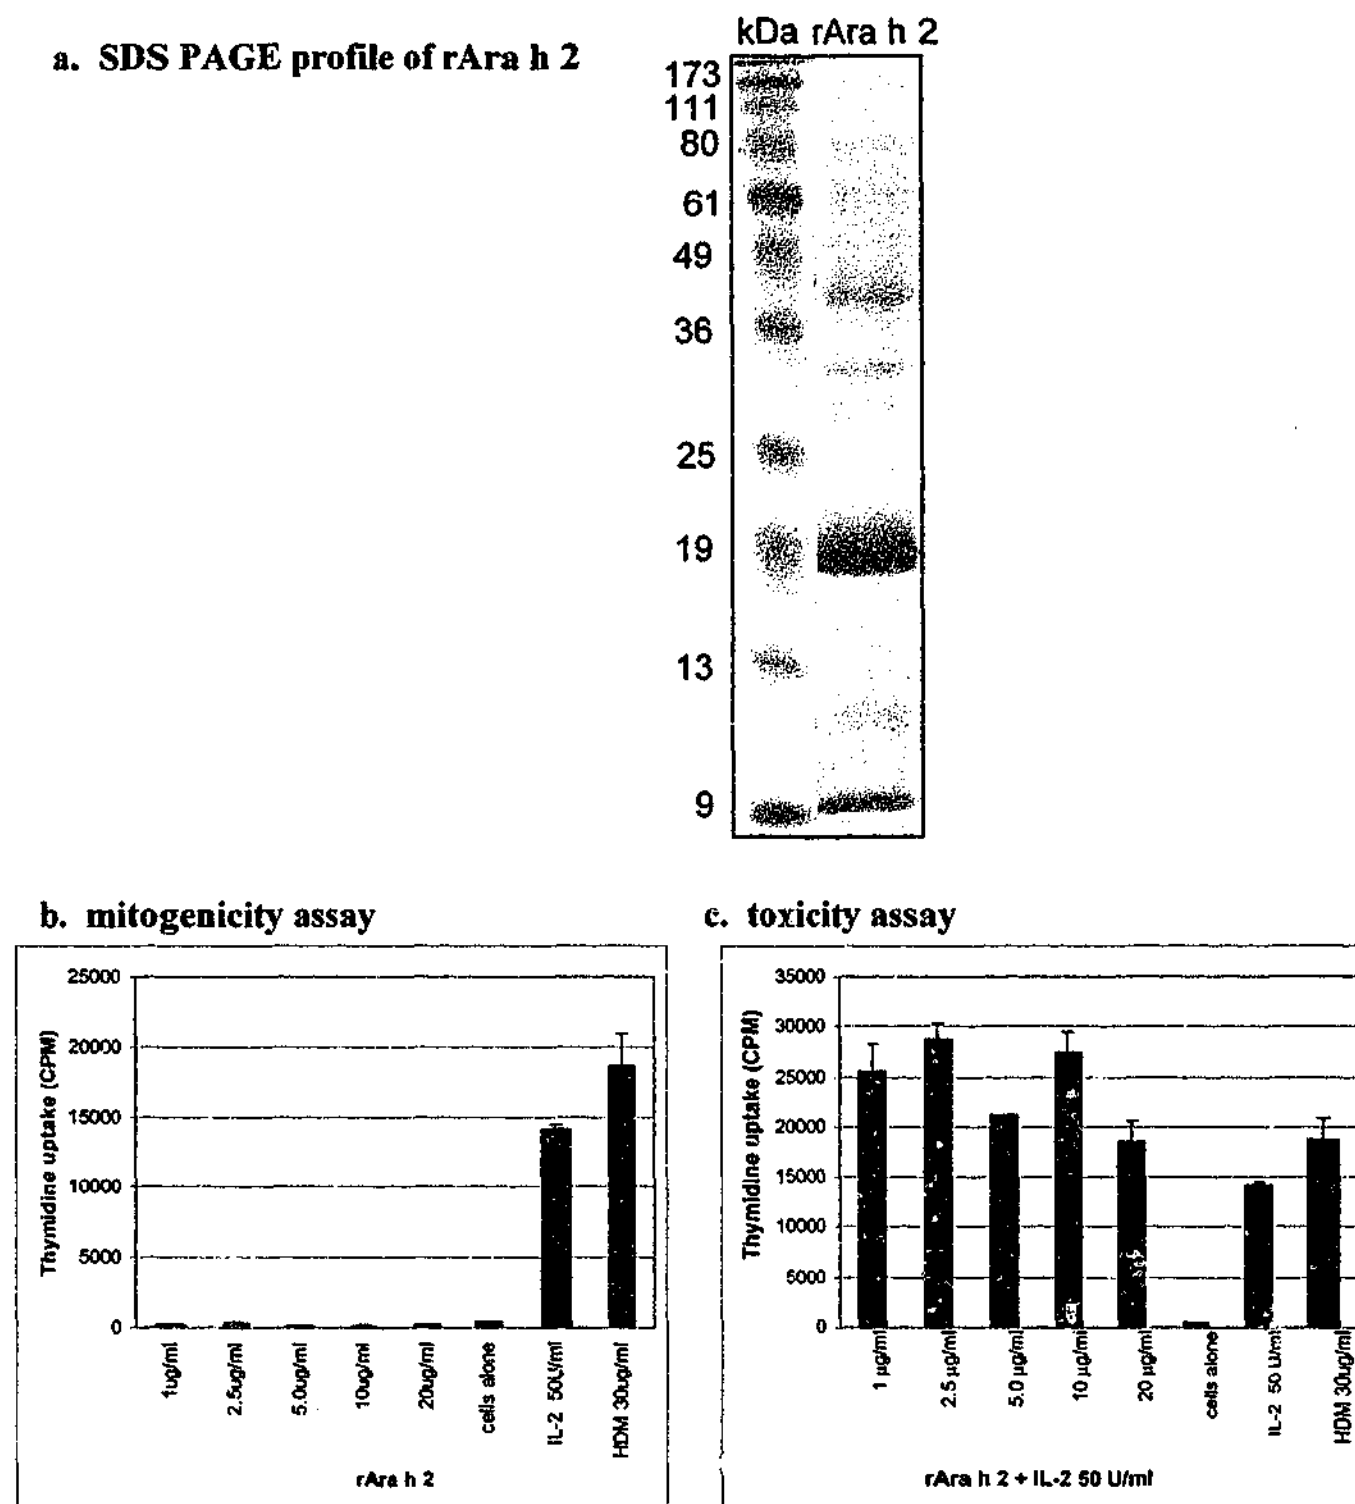 a. SDS PAGE profile of rAra h 2
kDa rAra h 2
173
111
80
61
49
36
25
19
13
9
b. mitogenicity assay
Thymidine uptake (CPM)
25000
20000
15000
10000
5000
0
1ug/ml
2.5ug/ml
5.0ug/ml
10ug/ml
20ug/ml
cells alone
IL-2 50U/ml
HDM 30ug/ml
rAra h 2
c. toxicity assay
Thymidine uptake (CPM)
35000
30000
25000
20000
15000
10000
5000
0
1 µg/ml
2.5 µg/ml
5.0 µg/ml
10 µg/ml
20 µg/ml
cells alone
IL-2 50 U/ml
HDM 30ug/ml
rAra h 2 + IL-2 50 U/ml